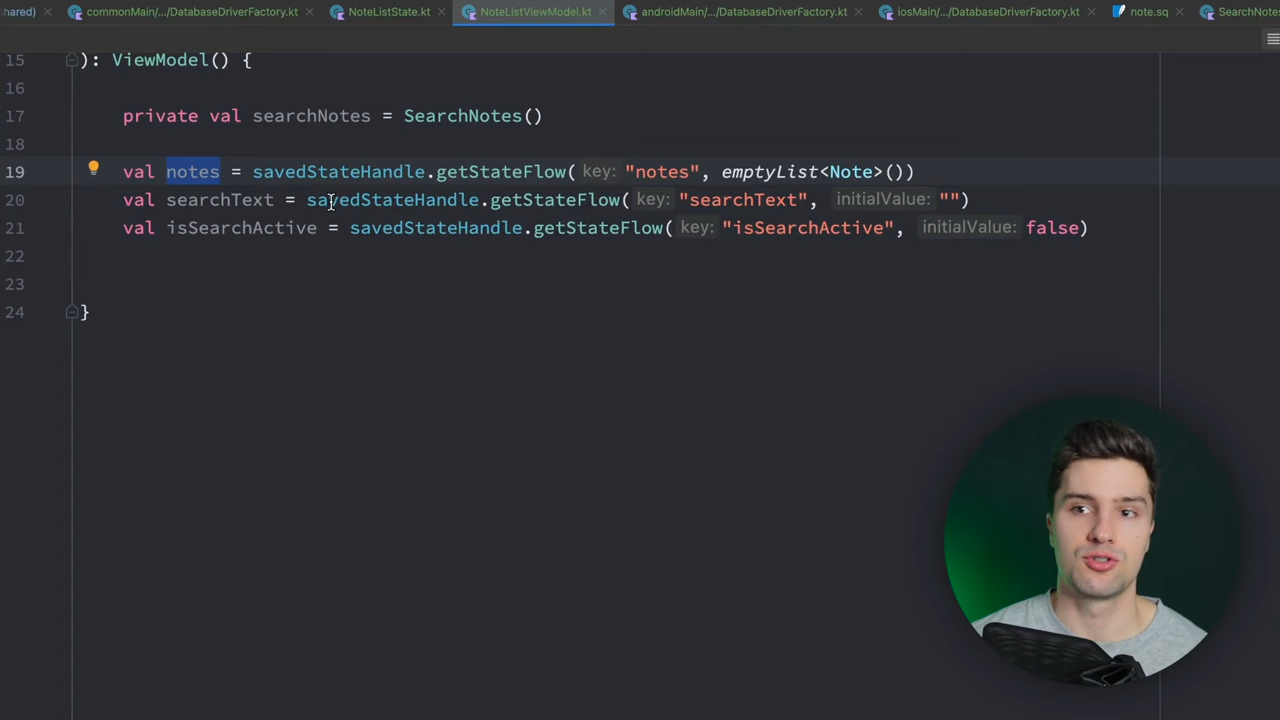 shared)
commonMain/.../DatabaseDriverFactory.kt
NoteListState.kt
NoteListViewModel.kt
androidMain/.../DatabaseDriverFactory.kt
iosMain/.../DatabaseDriverFactory.kt
note.sq
SearchNotes
15 ): ViewModel() {
16
17 private val searchNotes = SearchNotes()
18
19 val notes = savedStateHandle.getStateFlow( key: "notes", emptyList<Note>())
20 val searchText = savedStateHandle.getStateFlow( key: "searchText", initialValue: "")
21 val isSearchActive = savedStateHandle.getStateFlow( key: "isSearchActive", initialValue: false)
22
23
24 }